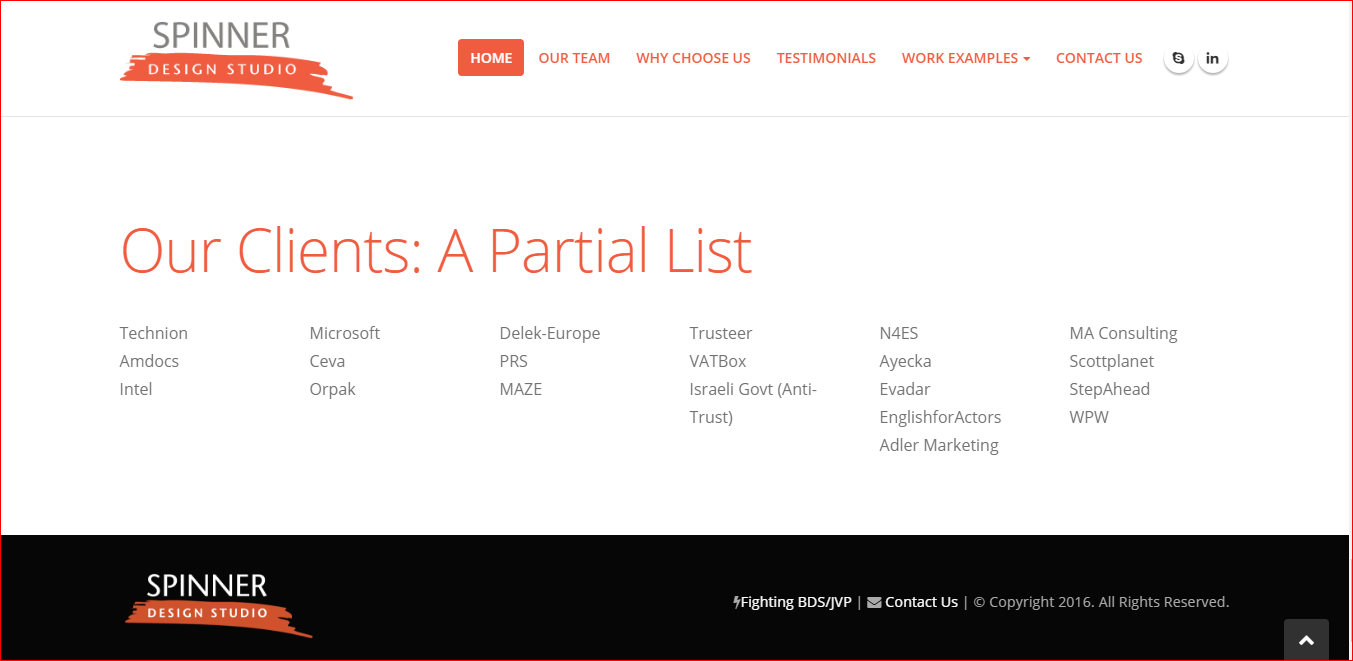 SPINNER
DESIGN STUDIO
HOME OUR TEAM WHY CHOOSE US TESTIMONIALS WORK EXAMPLES CONTACT US
Our Clients: A Partial List
Technion
Amdocs
Intel
Microsoft
Ceva
Orpak
Delek-Europe
PRS
MAZE
Trusteer
VATBox
Israeli Govt (Anti-
Trust)
N4ES
Ayecka
Evadar
EnglishforActors
Adler Marketing
MA Consulting
Scottplanet
StepAhead
WPW
SPINNER
DESIGN STUDIO
Fighting BDS/JVP | Contact Us | © Copyright 2016. All Rights Reserved.